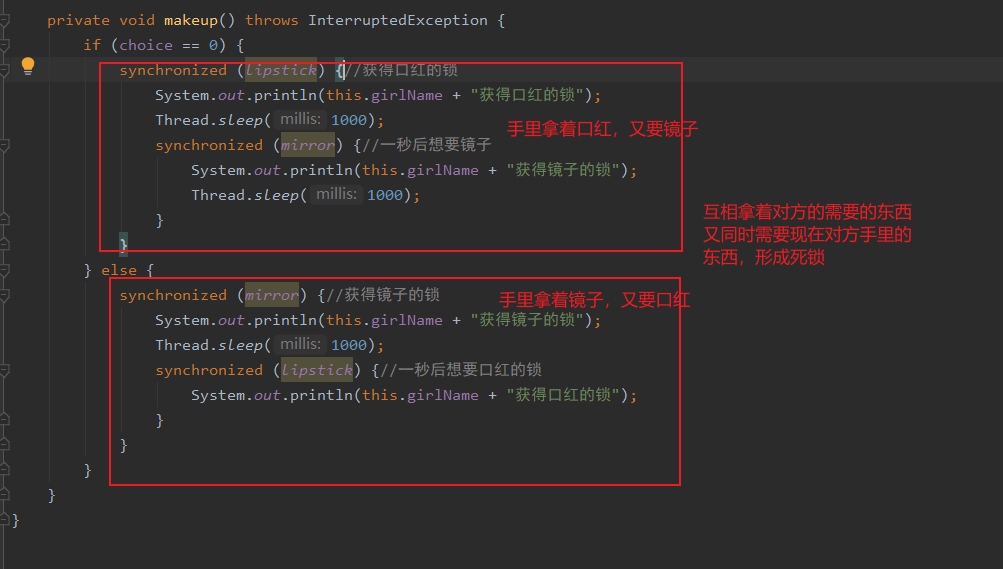 private void makeup() throws InterruptedException {
if (choice == 0) {
synchronized (lipstick) {//获得口红的锁
System.out.println(this.girlName + "获得口红的锁");
Thread.sleep( millis: 1000);
手里拿着口红，又要镜子
synchronized (mirror) {//一秒后想要镜子
System.out.println(this.girlName + "获得镜子的锁");
Thread.sleep( millis: 1000);
}
}
互相拿着对方的需要的东西
又同时需要现在对方手里的
东西，形成死锁
} else {
synchronized (mirror) {//获得镜子的锁
手里拿着镜子，又要口红
System.out.println(this.girlName + "获得镜子的锁");
Thread.sleep( millis: 1000);
synchronized (lipstick) {//一秒后想要口红的锁
System.out.println(this.girlName + "获得口红的锁");
}
}
}
}
}